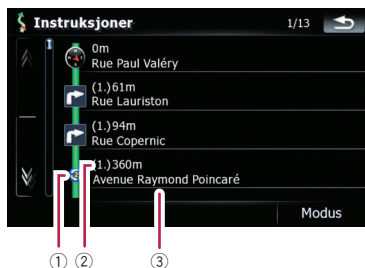 Instruksjoner
1/13
0m
Rue Paul Valéry
(1.)61m
Rue Lauriston
(1.)94m
Rue Copernic
(1.)360m
Avenue Raymond Poincaré
Modus
① ② ③